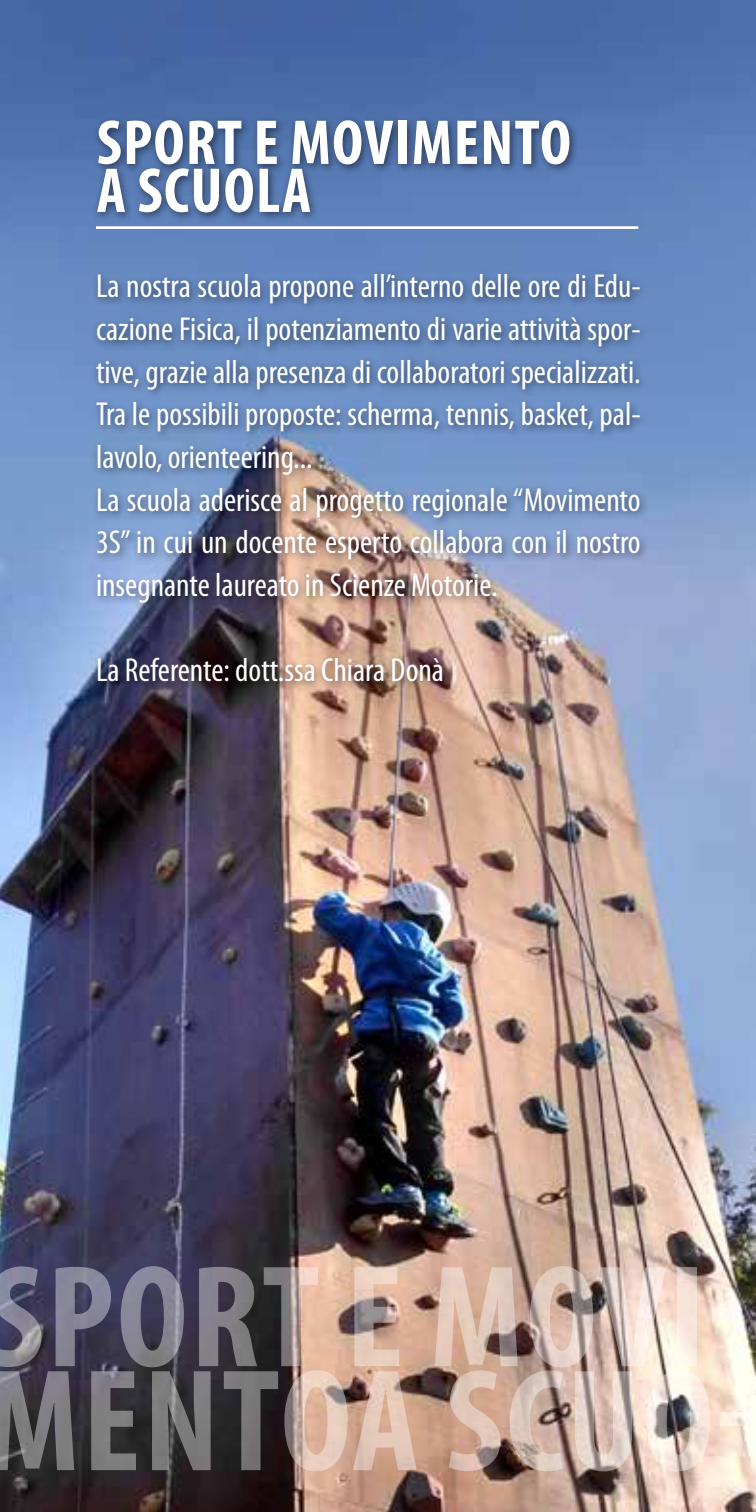 SPORT E MOVIMENTO
A SCUOLA
La nostra scuola propone all’interno delle ore di Edu-
cazione Fisica, il potenziamento di varie attività spor-
tive, grazie alla presenza di collaboratori specializzati.
Tra le possibili proposte: scherma, tennis, basket, pal-
lavolo, orienteering...
La scuola aderisce al progetto regionale “Movimento
3S” in cui un docente esperto collabora con il nostro
insegnante laureato in Scienze Motorie.
La Referente: dott.ssa Chiara Donà
SPORT E MOVI-
MENTOA SCUO-